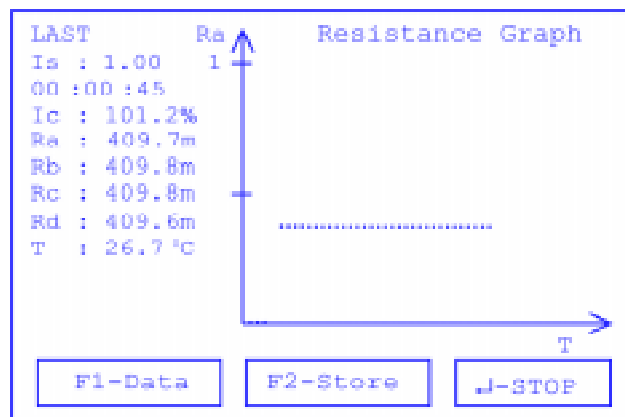 LAST
Is : 1.00
00 :00 :45
Ic : 101.2%
Ra : 409.7m
Rb : 409.8m
Rc : 409.8m
Rd : 409.6m
T : 26.7 °C
Ra
1
Resistance Graph
T
F1-Data
F2-Store
↵-STOP